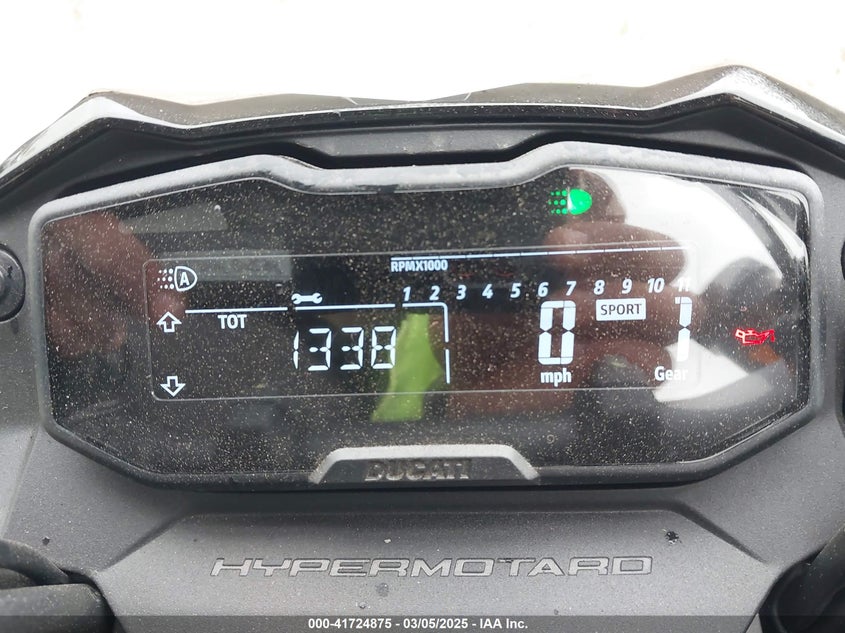 RPMX1000
A
1 2 3 4 5 6 7 8 9 10 11
TOT
1338
0
SPORT
1
mph
Gear
DUCATI
HYPERMOTARD
000-41724875 - 03/05/2025 - © IAA Inc.